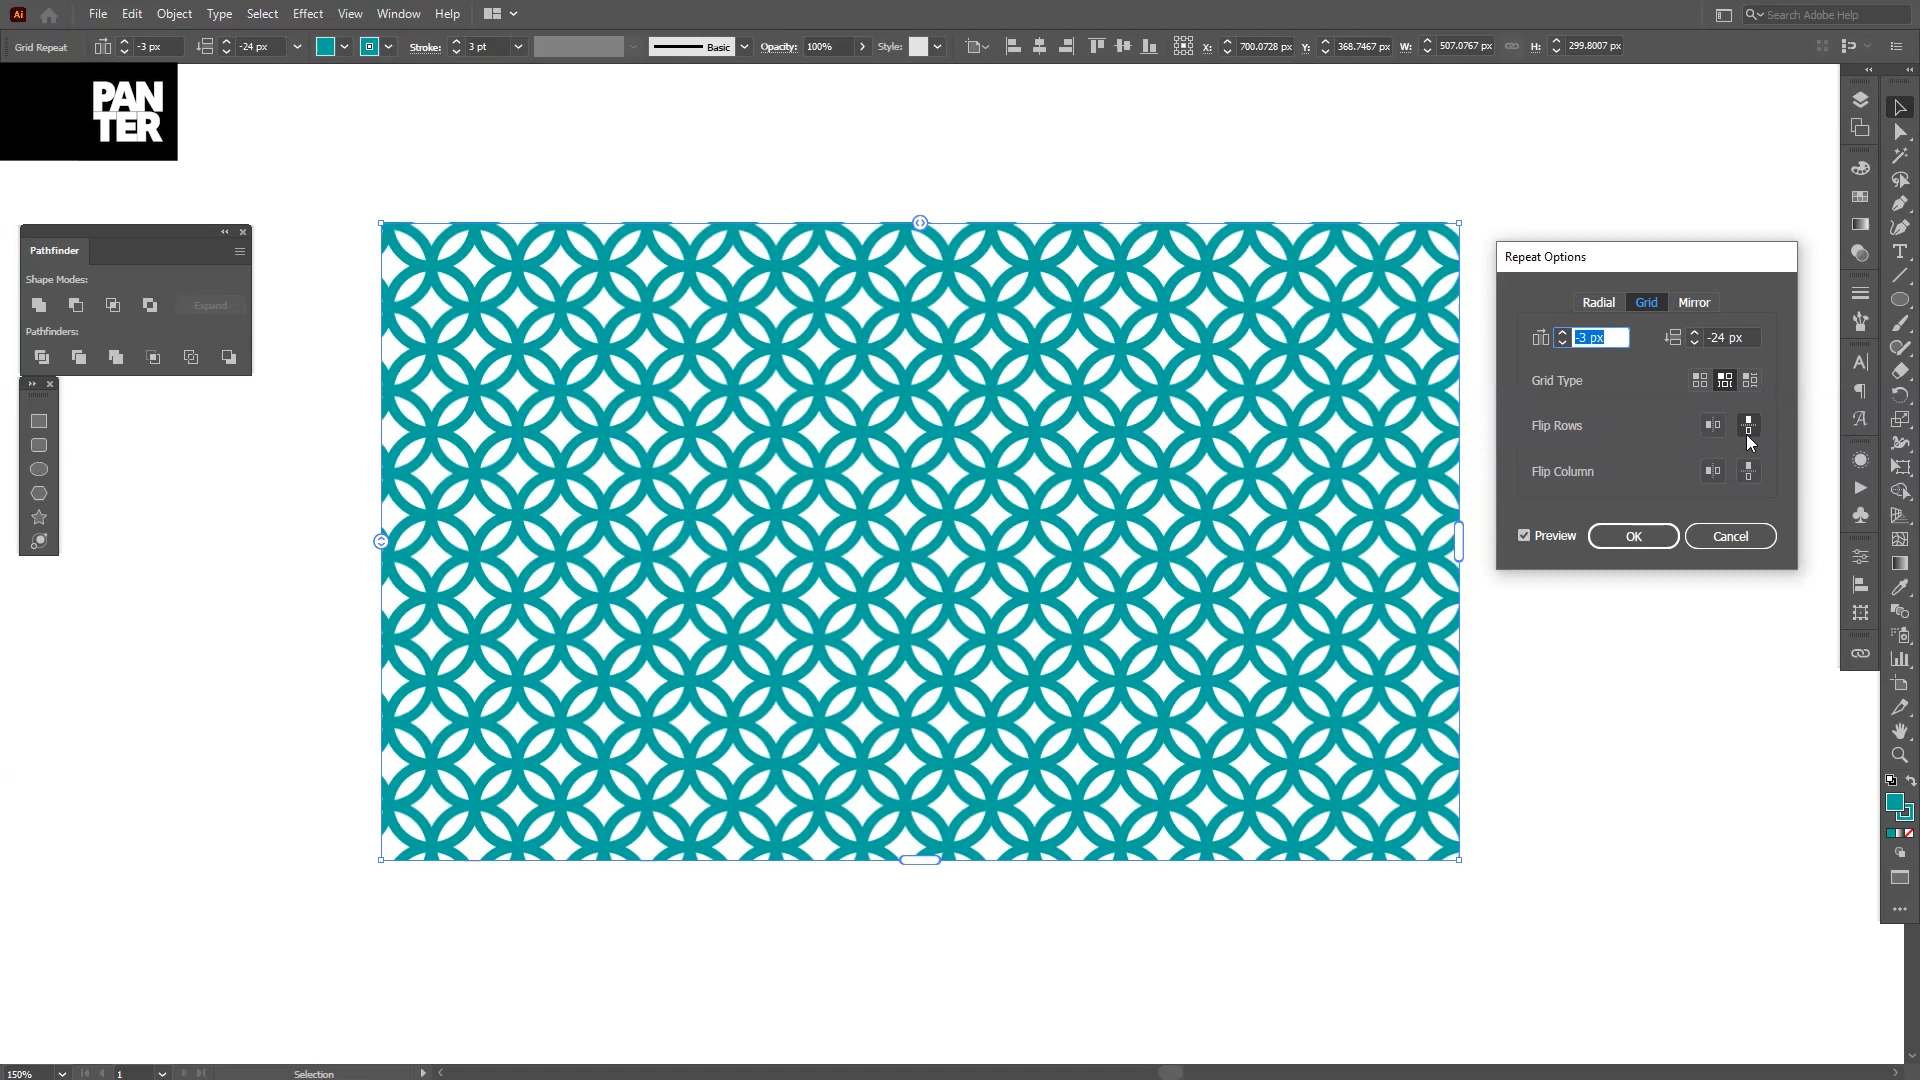 Ai File Edit Object Type Select Effect View Window Help Search Adobe Help
Grid Repeat -3 px -24 px Stroke: 3 pt Basic Opacity: 100% Style: X: 700.0728 px Y: 368.7467 px W: 507.0767 px H: 299.8007 px
PAN
TER
Pathfinder
Shape Modes:
Expand
Pathfinders:
Repeat Options
Radial Grid Mirror
-3 px -24 px
Grid Type
Flip Rows
Flip Column
Preview OK Cancel
150% 1 Selection